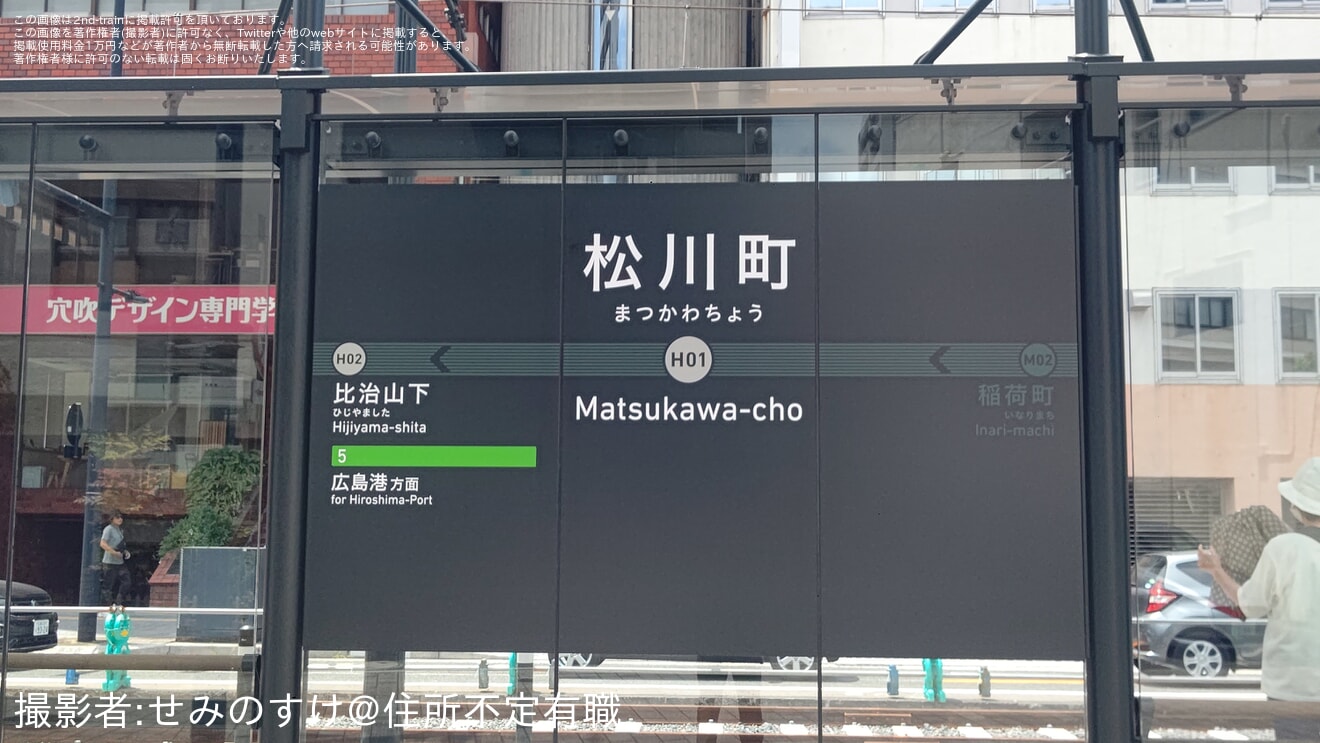 この画像は2nd-trainに掲載許可を頂いております。
この画像を著作権者(撮影者)に許可なく、Twitterや他のwebサイトに掲載すると、
掲載使用料金1万円などが著作者から無断転載した方へ請求される可能性があります。
著作権者様に許可のない転載は固くお断りいたします。
松川町
まつかわちょう
穴吹デザイン専門学
H02
H01
M02
比治山下
ひじやました
Hijiyama-shita
Matsukawa-cho
稲荷町
いなりまち
Inari-machi
5
広島港方面
for Hiroshima-Port
撮影者:せみのすけ@住所不定有職